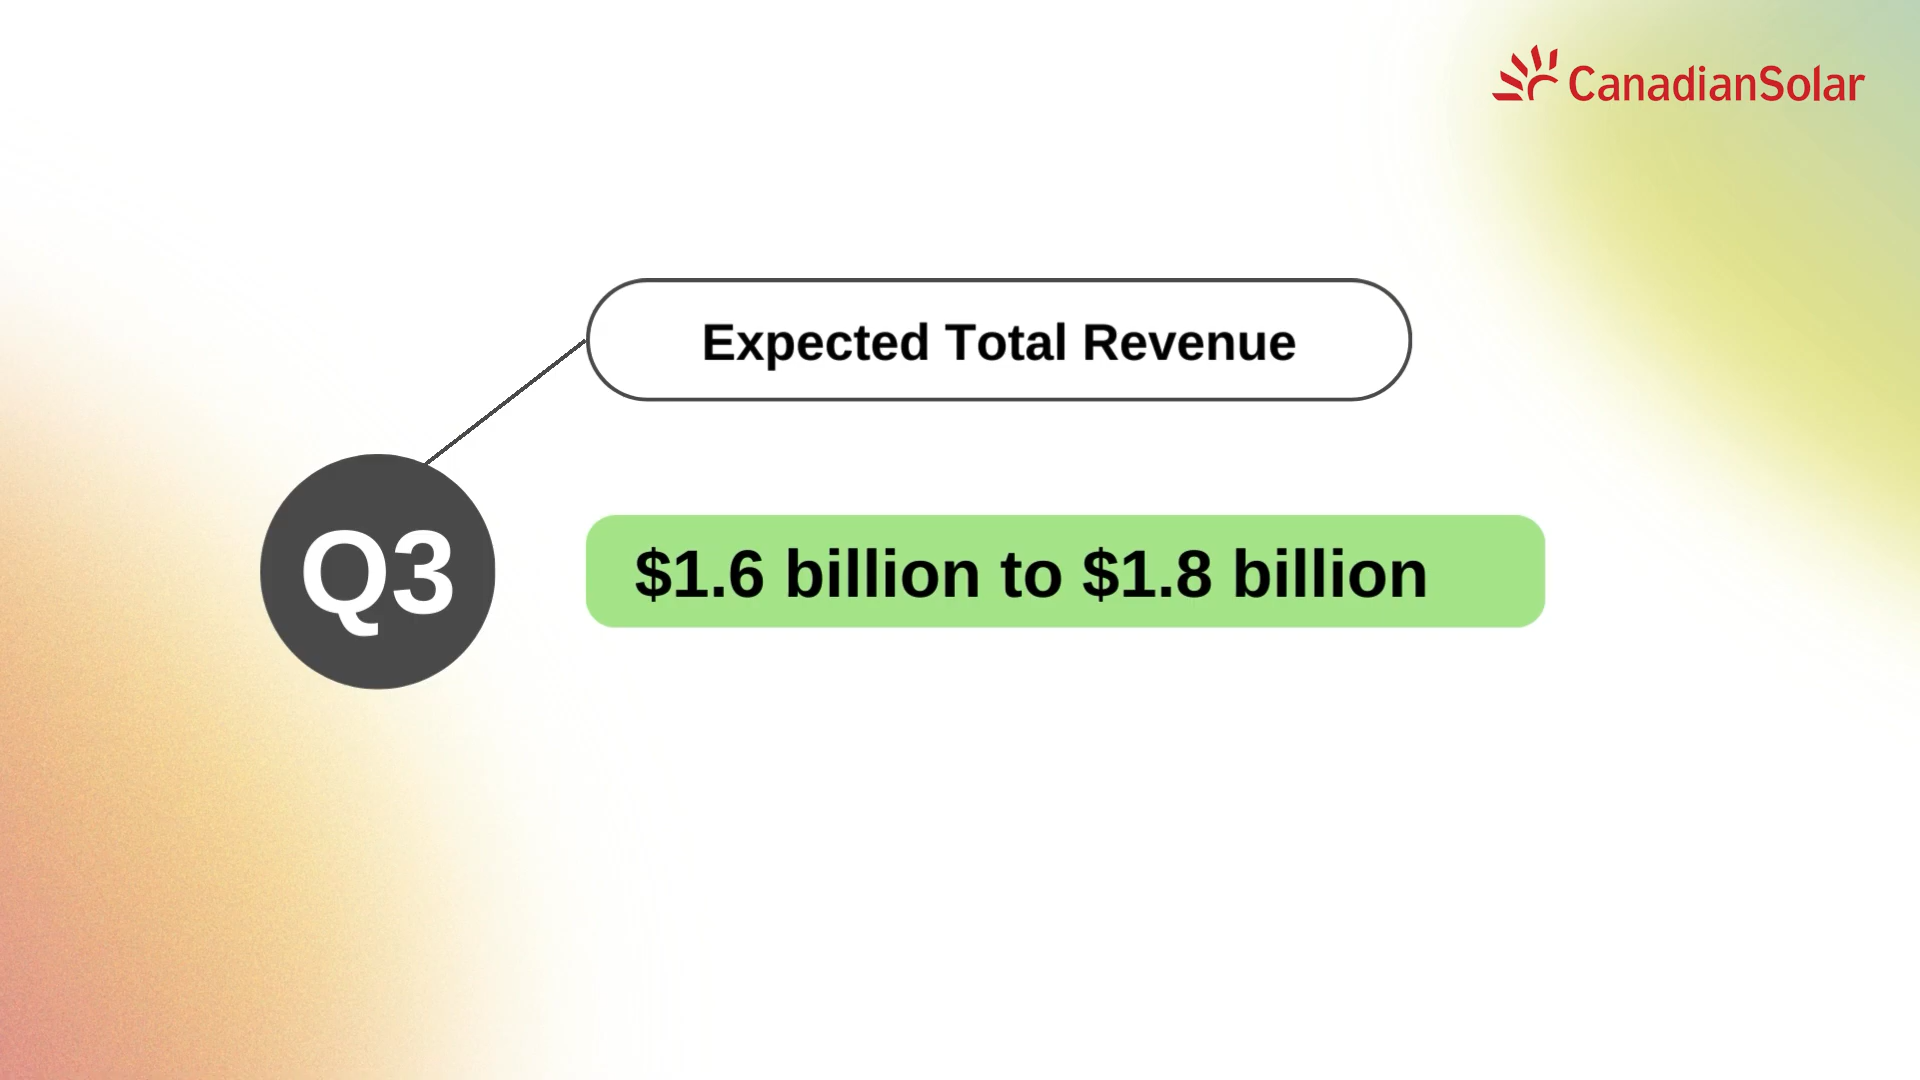 CanadianSolar
Expected Total Revenue
Q3
$1.6 billion to $1.8 billion